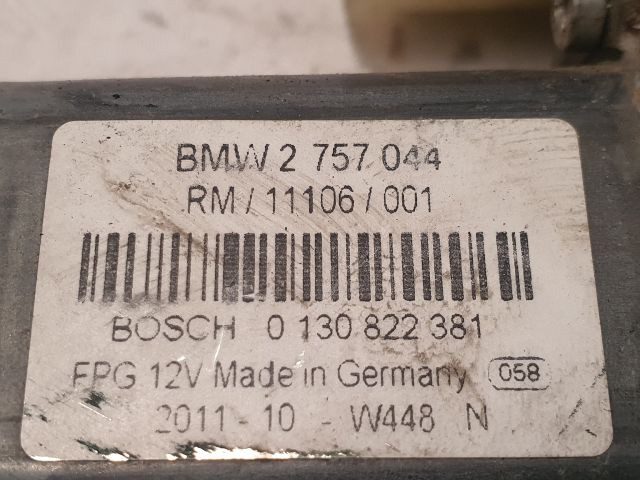 BMW 2 757 044
RM / 11106 / 001
BOSCH 0 130 822 381
FPG 12V Made in Germany 058
2011 - 10 - W448 N